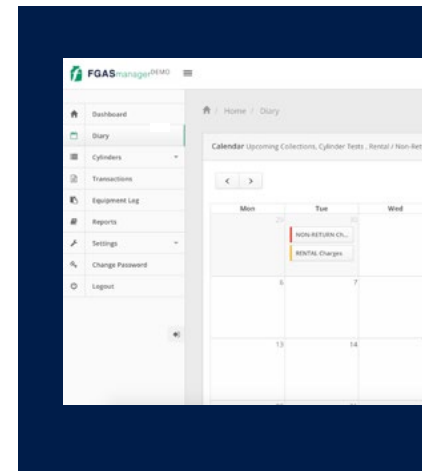 FGASmanager DEMO
Home / Diary
Dashboard
Diary
Cylinders
Transactions
Equipment Log
Reports
Settings
Change Password
Logout
Calendar Upcoming Collections, Cylinder Tests , Rental / Non-Ret
Mon Tue Wed
29 30
NON-RETURN Ch...
RENTAL Charges
6 7
13 14